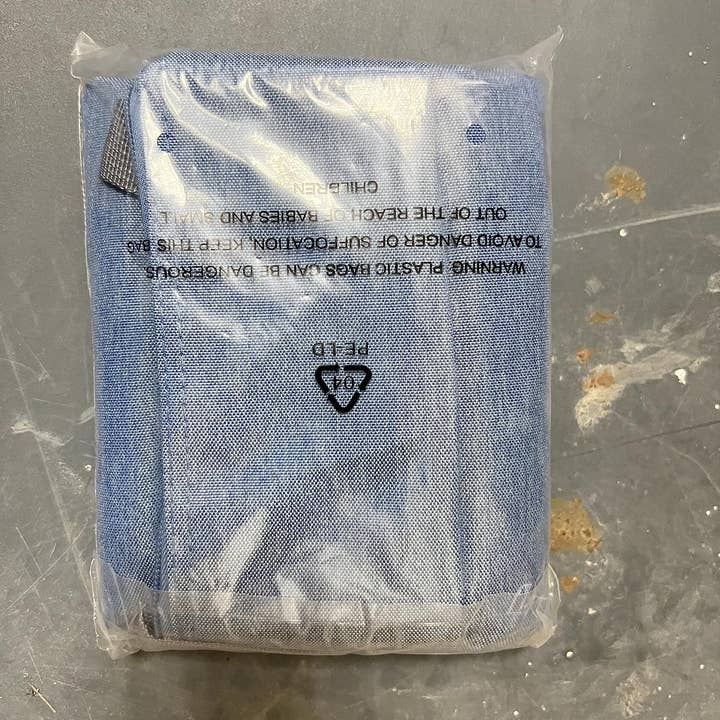 WARNING PLASTIC BAGS CAN BE DANGEROUS.
TO AVOID DANGER OF SUFFOCATION, KEEP THIS BAG
OUT OF THE REACH OF BABIES AND SMALL
CHILDREN
04
PE-LD